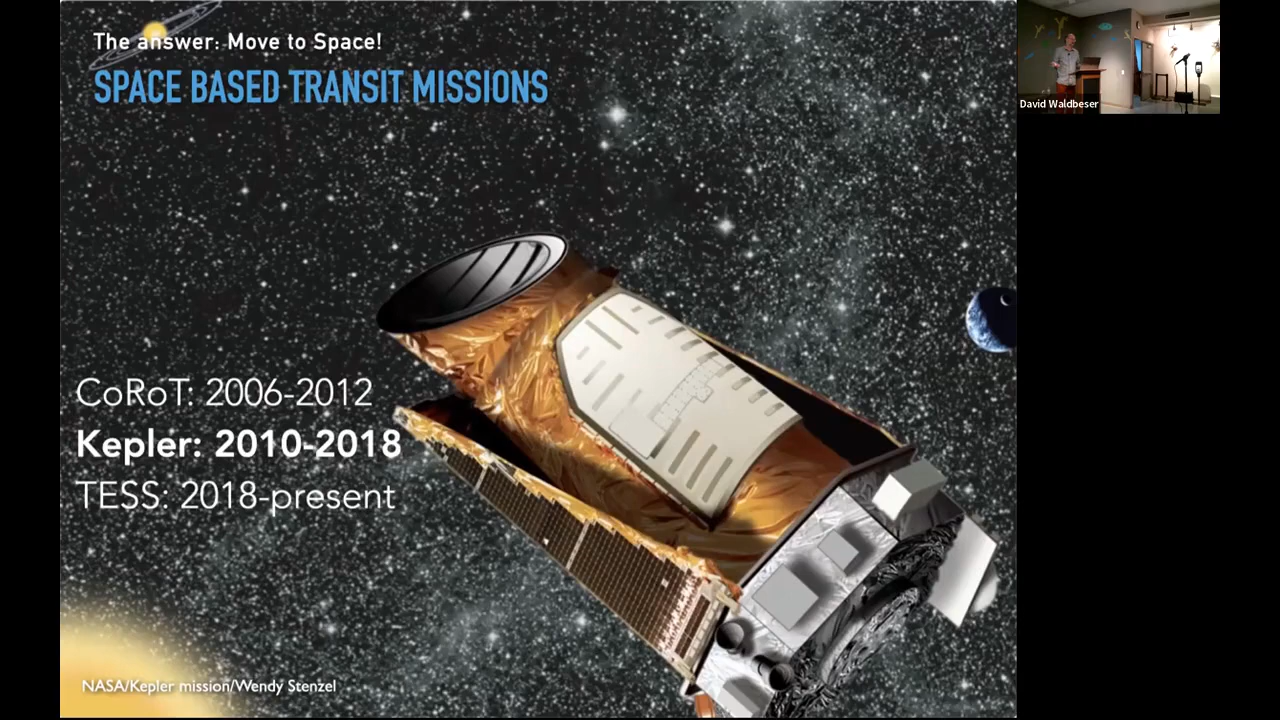 The answer: Move to Space!
SPACE BASED TRANSIT MISSIONS
David Waldbeser
CoRoT: 2006-2012
Kepler: 2010-2018
TESS: 2018-present
NASA/Kepler mission/Wendy Stenzel